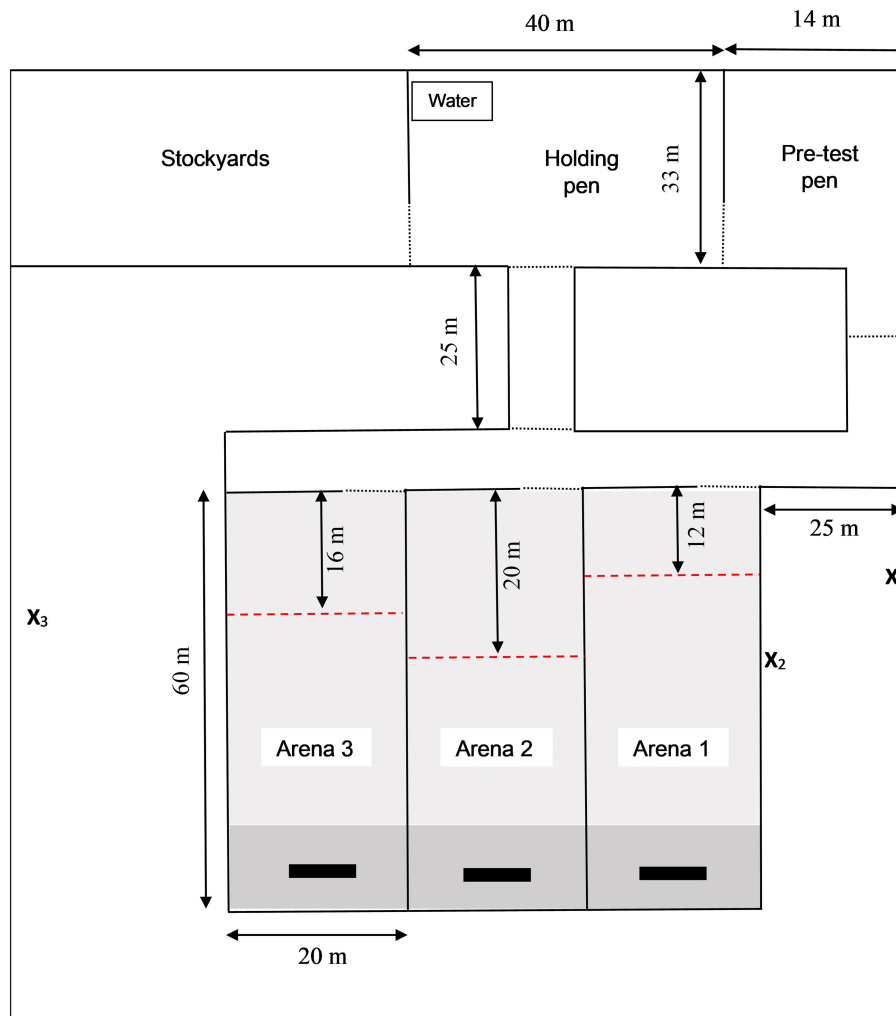 40 m
14 m
Water
Stockyards
Holding
pen
33 m
Pre-test
pen
25 m
16 m
20 m
12 m
25 m
X
X3
X2
60 m
Arena 3
Arena 2
Arena 1
20 m